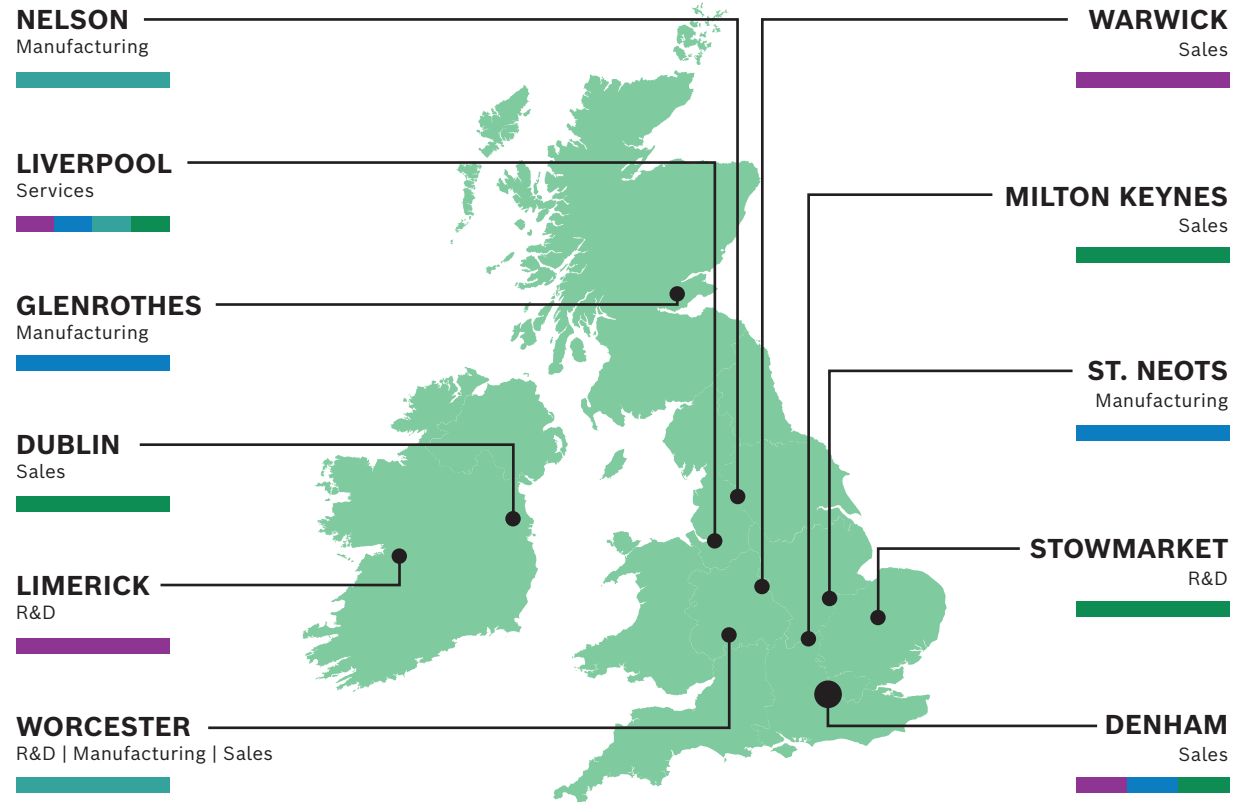 NELSON
Manufacturing
LIVERPOOL
Services
GLENROTHES
Manufacturing
DUBLIN
Sales
LIMERICK
R&D
WORCESTER
R&D | Manufacturing | Sales
WARWICK
Sales
MILTON KEYNES
Sales
ST. NEOTS
Manufacturing
STOWMARKET
R&D
DENHAM
Sales